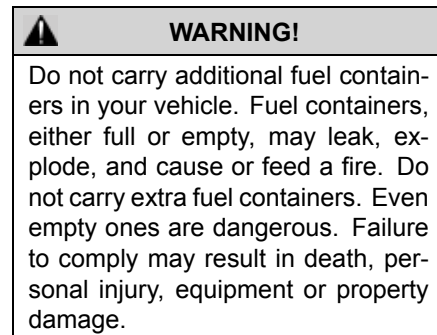 WARNING!
Do not carry additional fuel contain-
ers in your vehicle. Fuel containers,
either full or empty, may leak, ex-
plode, and cause or feed a fire. Do
not carry extra fuel containers. Even
empty ones are dangerous. Failure
to comply may result in death, per-
sonal injury, equipment or property
damage.